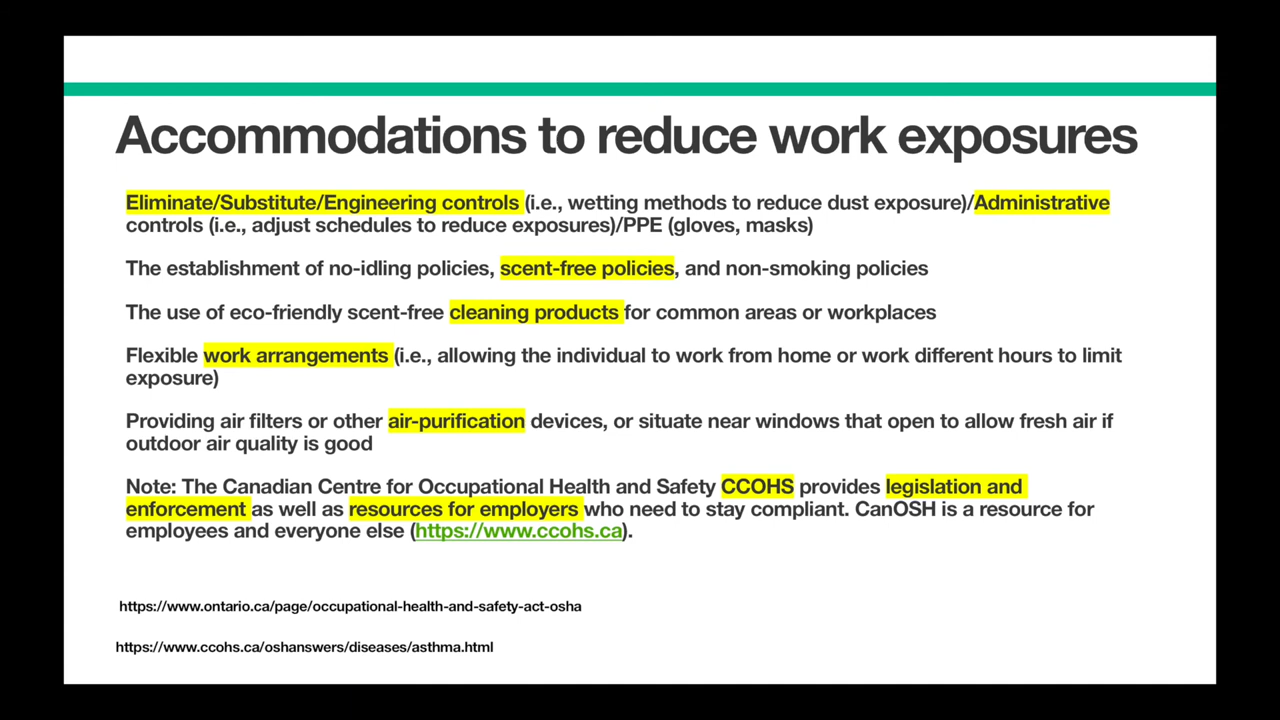 Accommodations to reduce work exposures
Eliminate/Substitute/Engineering controls (i.e., wetting methods to reduce dust exposure)/Administrative
controls (i.e., adjust schedules to reduce exposures)/PPE (gloves, masks)
The establishment of no-idling policies, scent-free policies, and non-smoking policies
The use of eco-friendly scent-free cleaning products for common areas or workplaces
Flexible work arrangements (i.e., allowing the individual to work from home or work different hours to limit
exposure)
Providing air filters or other air-purification devices, or situate near windows that open to allow fresh air if
outdoor air quality is good
Note: The Canadian Centre for Occupational Health and Safety CCOHS provides legislation and
enforcement as well as resources for employers who need to stay compliant. CanOSH is a resource for
employees and everyone else (https://www.ccohs.ca).
https://www.ontario.ca/page/occupational-health-and-safety-act-osha
https://www.ccohs.ca/oshanswers/diseases/asthma.html